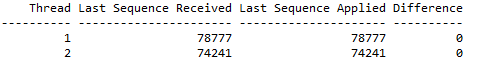 Thread Last Sequence Received Last Sequence Applied Difference
---------- ---------------------- --------------------- ----------
         1                  78777                 78777          0
         2                  74241                 74241          0